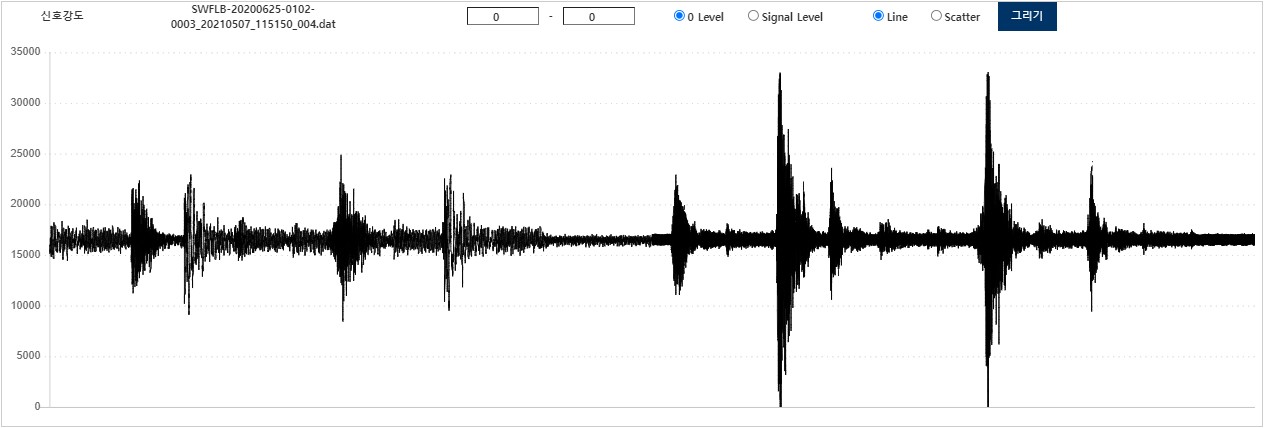 신호강도
SWFLB-20200625-0102-
0003_20210507_115150_004.dat
0 - 0
0 Level Signal Level
Line Scatter
그리기
35000
30000
25000
20000
15000
10000
5000
0